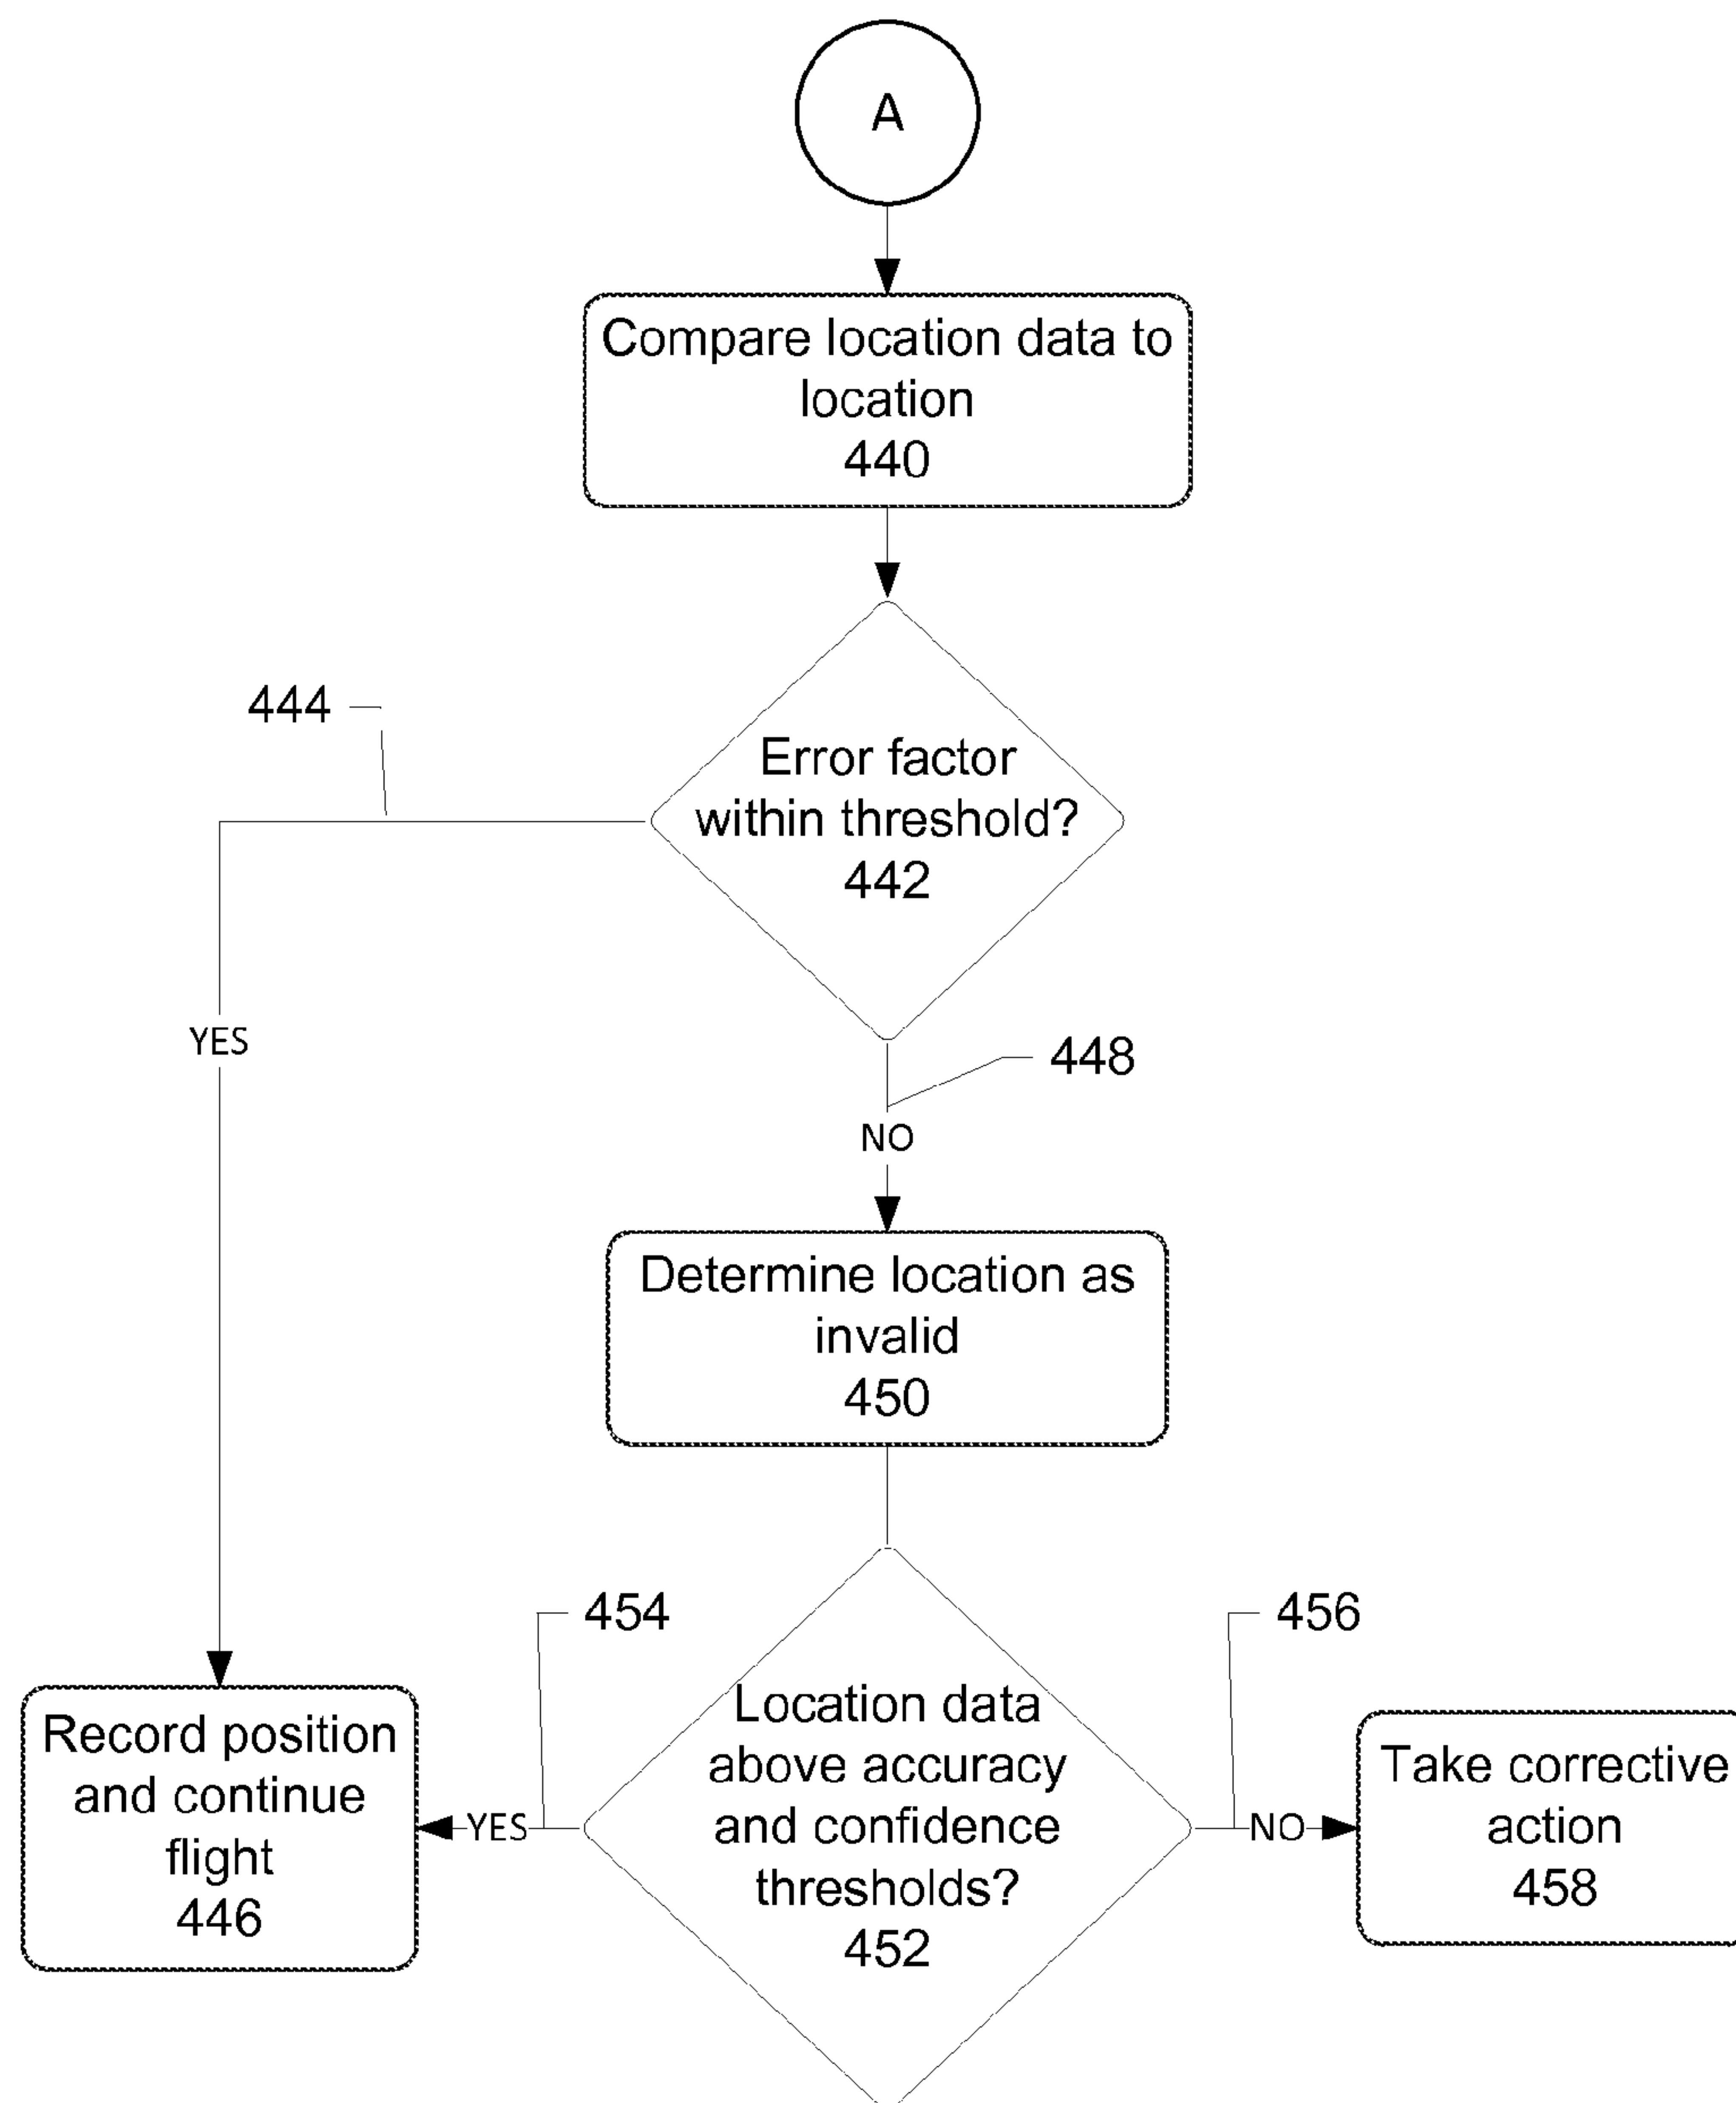 A
Compare location data to
location
440
444
Error factor
within threshold?
442
YES
448
NO
Determine location as
invalid
450
454
456
Record position
and continue
flight
446
YES
Location data
above accuracy
and confidence
thresholds?
452
NO
Take corrective
action
458